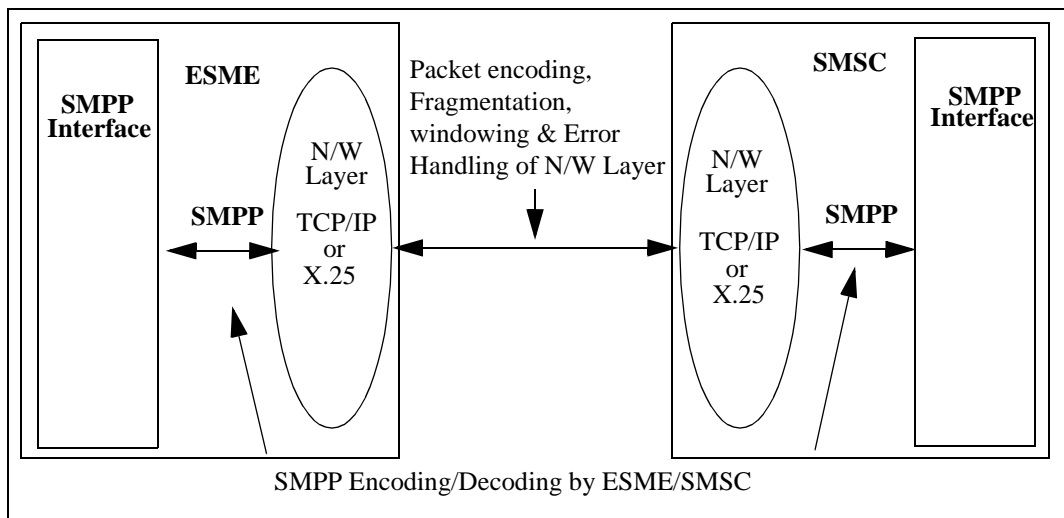 ESME
SMPP
Interface
N/W
Layer
SMPP
TCP/IP
or
X.25
Packet encoding,
Fragmentation,
windowing & Error
Handling of N/W Layer
SMSC
SMPP
Interface
N/W
Layer
SMPP
TCP/IP
or
X.25
SMPP Encoding/Decoding by ESME/SMSC